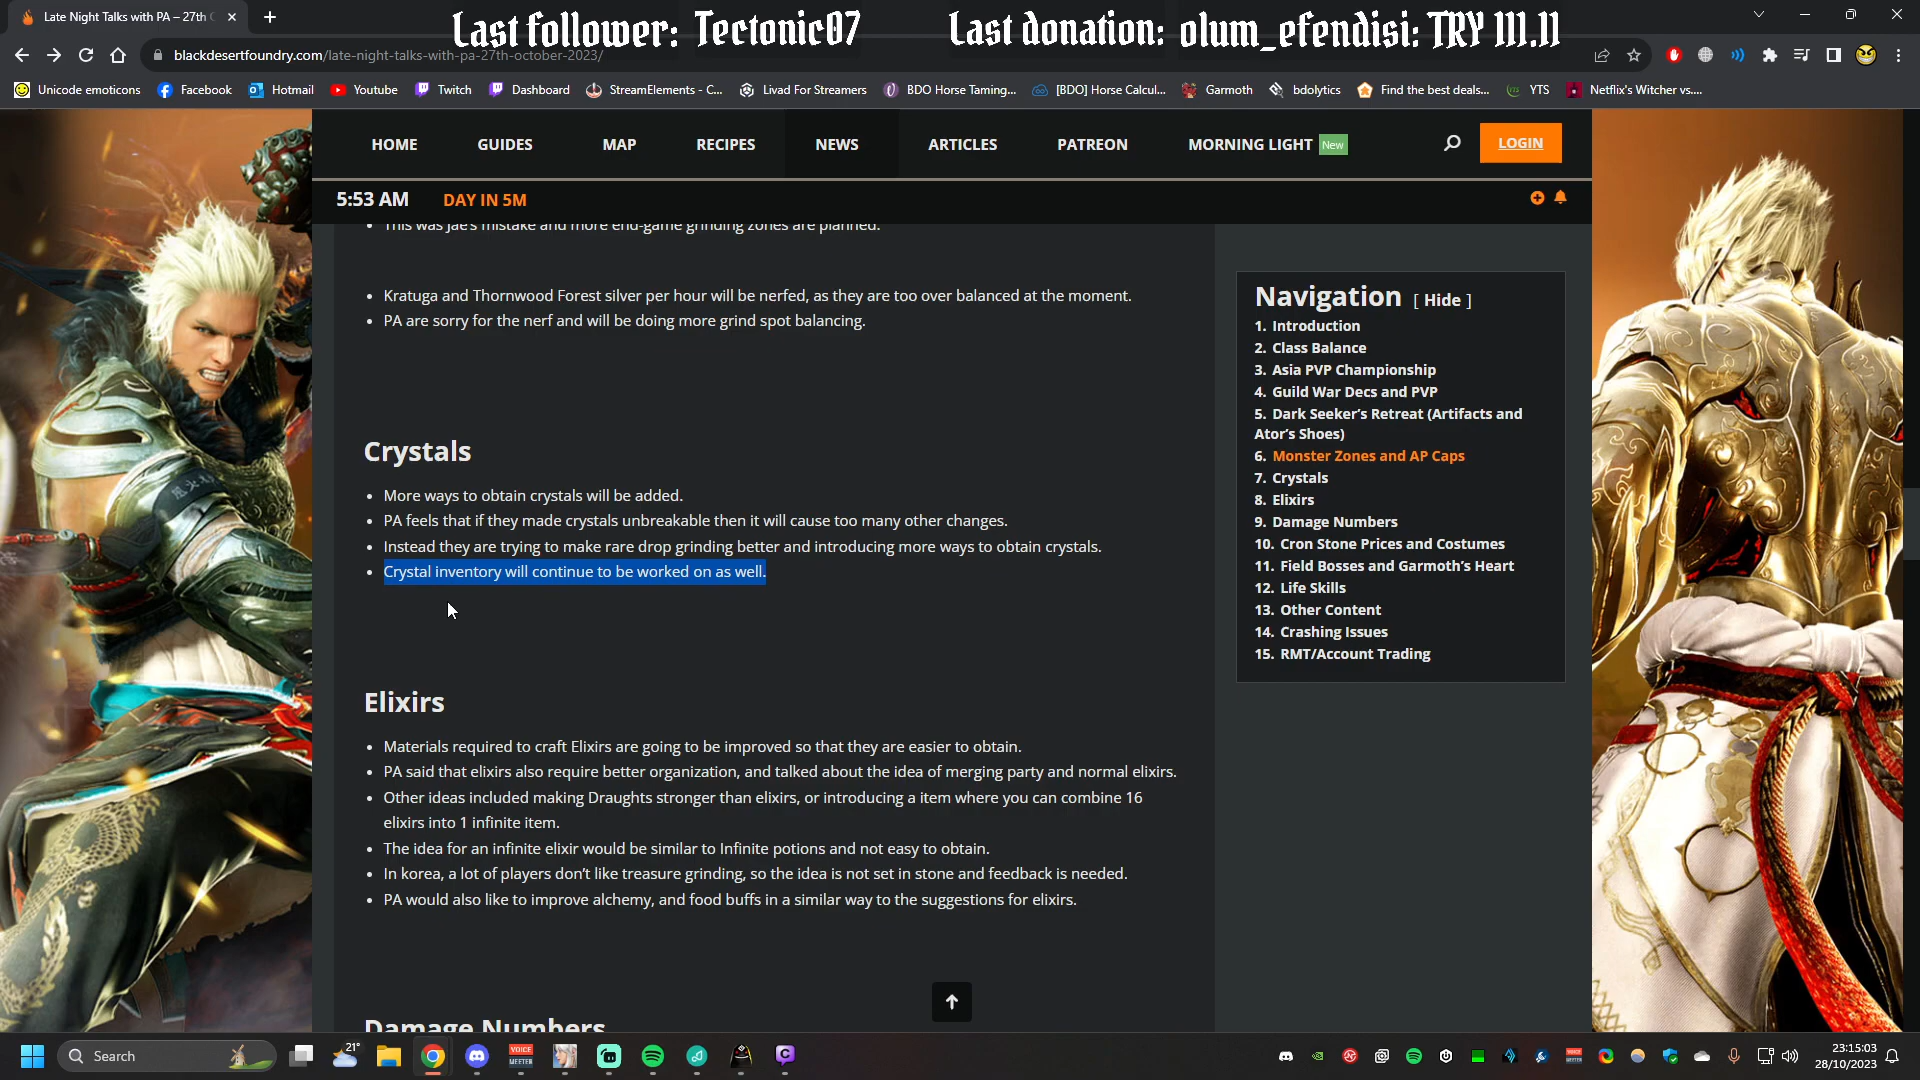 Late Night Talks with PA – 27th
Last follower: Tectonic07
Last donation: olum_efendisi: TRY 111.11
blackdesertfoundry.com/late-night-talks-with-pa-27th-october-2023/
Unicode emoticons
Facebook
Hotmail
Youtube
Twitch
Dashboard
StreamElements - C...
Livad For Streamers
BDO Horse Taming...
[BDO] Horse Calcul...
Garmoth
bdolytics
Find the best deals...
YTS
Netflix's Witcher vs....
HOME
GUIDES
MAP
RECIPES
NEWS
ARTICLES
PATREON
MORNING LIGHT New
LOGIN
5:53 AM
DAY IN 5M
This was Jae's mistake and more end-game grinding zones are planned.
Kratuga and Thornwood Forest silver per hour will be nerfed, as they are too over balanced at the moment.
PA are sorry for the nerf and will be doing more grind spot balancing.
Crystals
More ways to obtain crystals will be added.
PA feels that if they made crystals unbreakable then it will cause too many other changes.
Instead they are trying to make rare drop grinding better and introducing more ways to obtain crystals.
Crystal inventory will continue to be worked on as well.
Elixirs
Materials required to craft Elixirs are going to be improved so that they are easier to obtain.
PA said that elixirs also require better organization, and talked about the idea of merging party and normal elixirs.
Other ideas included making Draughts stronger than elixirs, or introducing a item where you can combine 16
elixirs into 1 infinite item.
The idea for an infinite elixir would be similar to Infinite potions and not easy to obtain.
In korea, a lot of players don't like treasure grinding, so the idea is not set in stone and feedback is needed.
PA would also like to improve alchemy, and food buffs in a similar way to the suggestions for elixirs.
Damage Numbers
Navigation [ Hide ]
1. Introduction
2. Class Balance
3. Asia PVP Championship
4. Guild War Decs and PVP
5. Dark Seeker's Retreat (Artifacts and
Ator's Shoes)
6. Monster Zones and AP Caps
7. Crystals
8. Elixirs
9. Damage Numbers
10. Cron Stone Prices and Costumes
11. Field Bosses and Garmoth's Heart
12. Life Skills
13. Other Content
14. Crashing Issues
15. RMT/Account Trading
Search
21°
VOICE
MEETER
23:15:03
28/10/2023